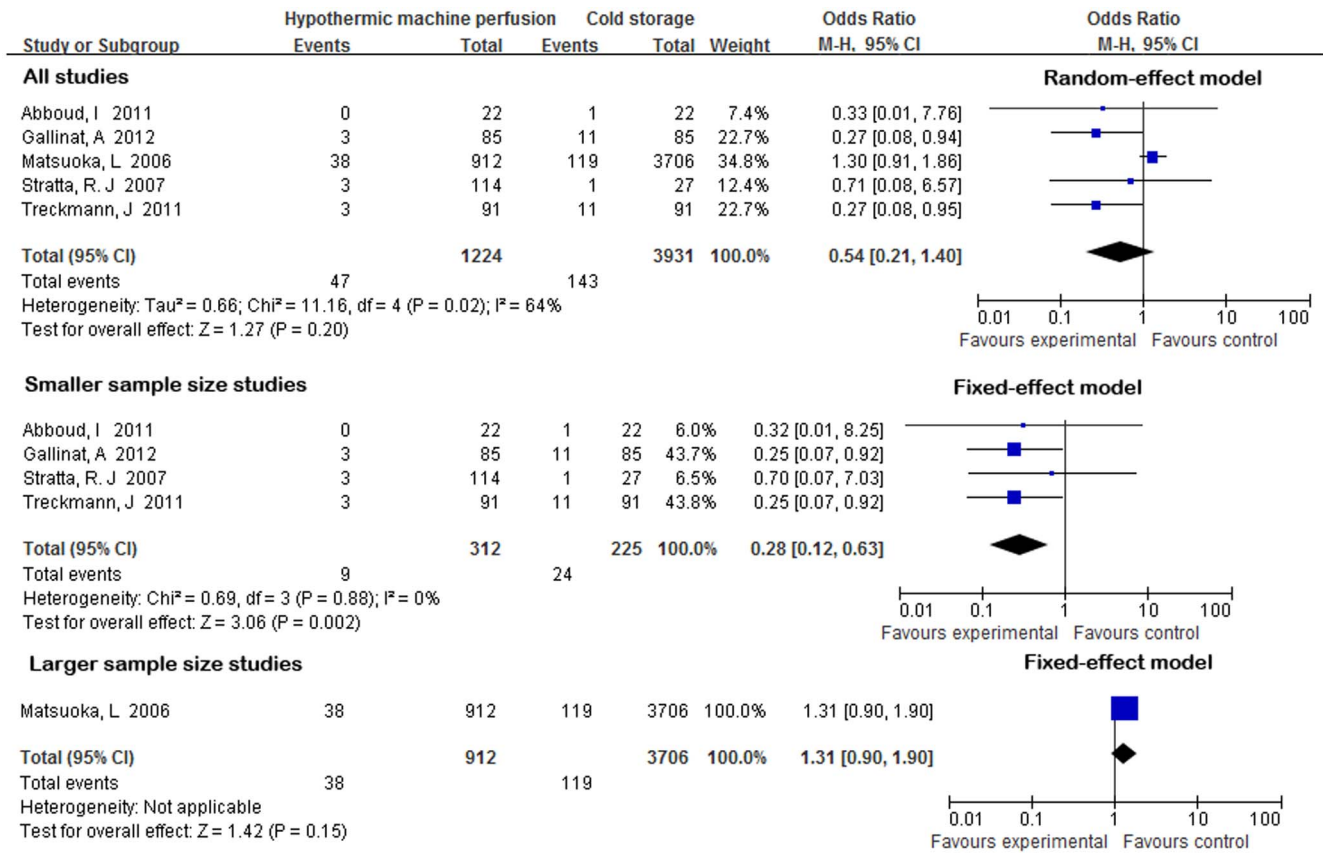 Hypothermic machine perfusion Cold storage Odds Ratio Odds Ratio
Study or Subgroup Events Total Events Total Weight M-H, 95% CI M-H, 95% CI
All studies Random-effect model
Abboud, I 2011 0 22 1 22 7.4% 0.33 [0.01, 7.76]
Gallinat, A 2012 3 85 11 85 22.7% 0.27 [0.08, 0.94]
Matsuoka, L 2006 38 912 119 3706 34.8% 1.30 [0.91, 1.86]
Stratta, R. J 2007 3 114 1 27 12.4% 0.71 [0.08, 6.57]
Treckmann, J 2011 3 91 11 91 22.7% 0.27 [0.08, 0.95]
Total (95% CI) 1224 3931 100.0% 0.54 [0.21, 1.40]
Total events 47 143
Heterogeneity: Tau² = 0.66; Chi² = 11.16, df = 4 (P = 0.02); I² = 64%
Test for overall effect: Z = 1.27 (P = 0.20)
0.01 0.1 1 10 100
Favours experimental Favours control
Smaller sample size studies Fixed-effect model
Abboud, I 2011 0 22 1 22 6.0% 0.32 [0.01, 8.25]
Gallinat, A 2012 3 85 11 85 43.7% 0.25 [0.07, 0.92]
Stratta, R. J 2007 3 114 1 27 6.5% 0.70 [0.07, 7.03]
Treckmann, J 2011 3 91 11 91 43.8% 0.25 [0.07, 0.92]
Total (95% CI) 312 225 100.0% 0.28 [0.12, 0.63]
Total events 9 24
Heterogeneity: Chi² = 0.69, df = 3 (P = 0.88); I² = 0%
Test for overall effect: Z = 3.06 (P = 0.002)
0.01 0.1 1 10 100
Favours experimental Favours control
Larger sample size studies Fixed-effect model
Matsuoka, L 2006 38 912 119 3706 100.0% 1.31 [0.90, 1.90]
Total (95% CI) 912 3706 100.0% 1.31 [0.90, 1.90]
Total events 38 119
Heterogeneity: Not applicable
Test for overall effect: Z = 1.42 (P = 0.15)
0.01 0.1 1 10 100
Favours experimental Favours control